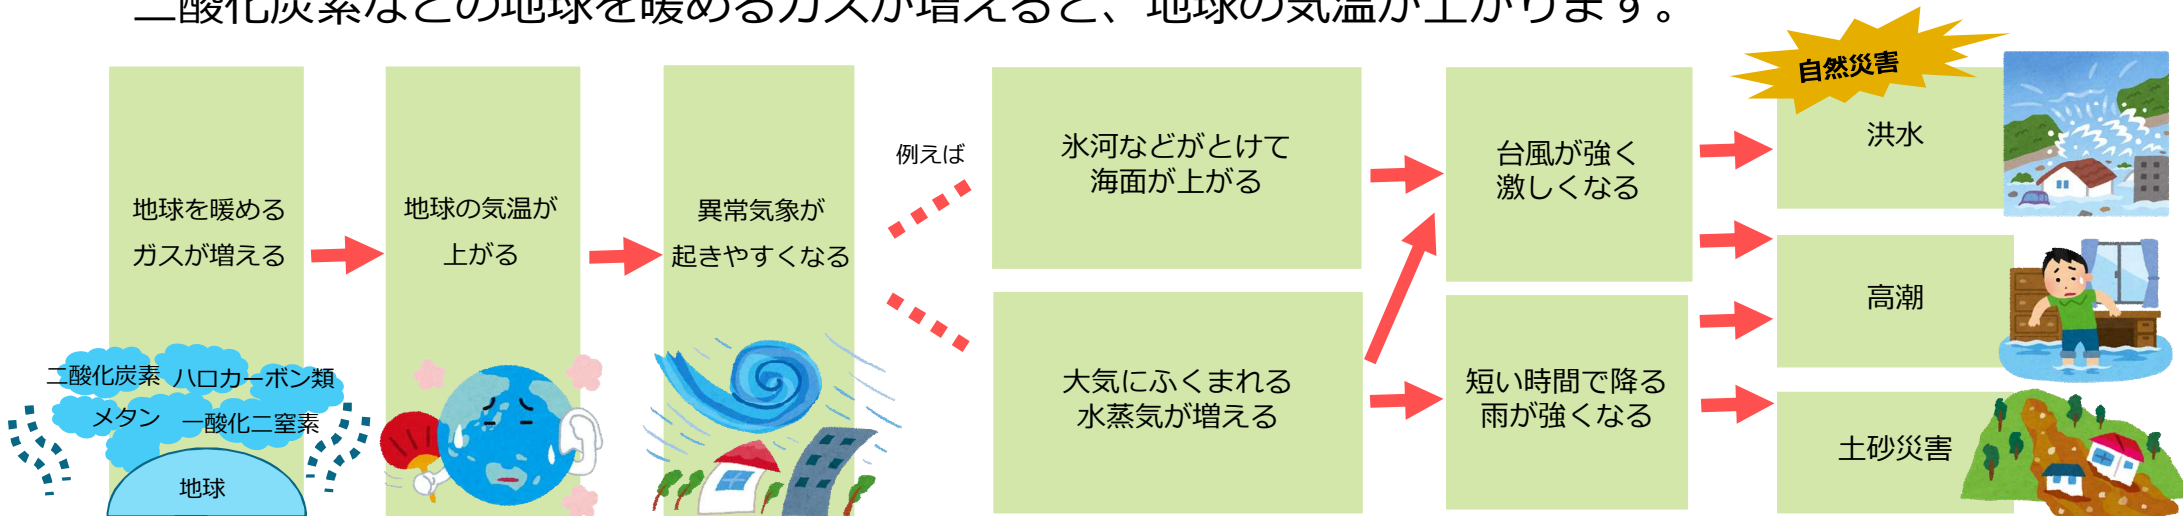 二酸化炭素などの地球を暖めるガスが増えると、地球の気温が上がります。
地球を暖める
ガスが増える
二酸化炭素
ハロカーボン類
メタン
一酸化二窒素
地球
地球の気温が
上がる
異常気象が
起きやすくなる
例えば
氷河などがとけて
海面が上がる
大気にふくまれる
水蒸気が増える
台風が強く
激しくなる
短い時間で降る
雨が強くなる
自然災害
洪水
高潮
土砂災害